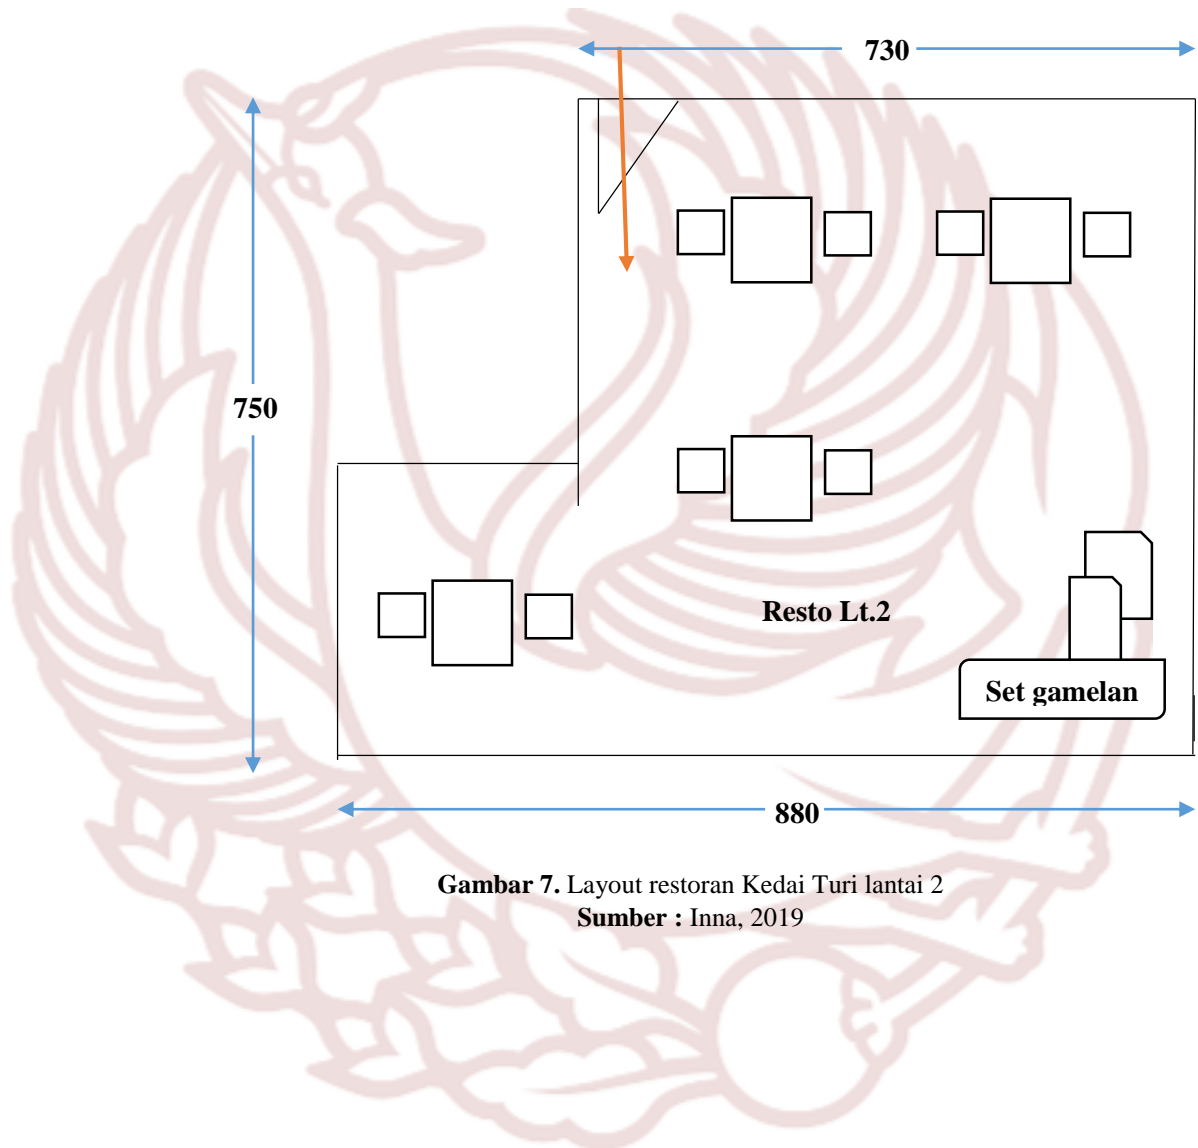 730
750
Resto Lt.2
Set gamelan
880
Gambar 7. Layout restoran Kedai Turi lantai 2
Sumber : Inna, 2019